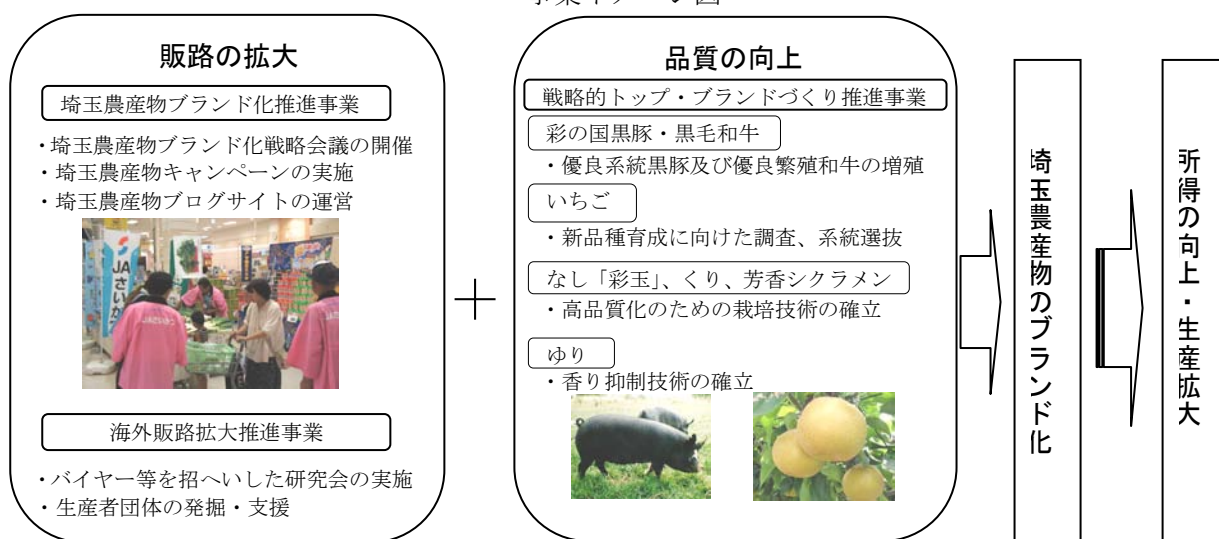 販路の拡大
埼玉農産物ブランド化推進事業
・埼玉農産物ブランド化戦略会議の開催
・埼玉農産物キャンペーンの実施
・埼玉農産物ブログサイトの運営
JAさいかつ
海外販路拡大推進事業
・バイヤー等を招へいした研究会の実施
・生産者団体の発掘・支援
＋
品質の向上
戦略的トップ・ブランドづくり推進事業
彩の国黒豚・黒毛和牛
・優良系統黒豚及び優良繁殖和牛の増殖
いちご
・新品種育成に向けた調査、系統選抜
なし「彩玉」、くり、芳香シクラメン
・高品質化のための栽培技術の確立
ゆり
・香り抑制技術の確立
埼玉農産物のブランド化
所得の向上・生産拡大